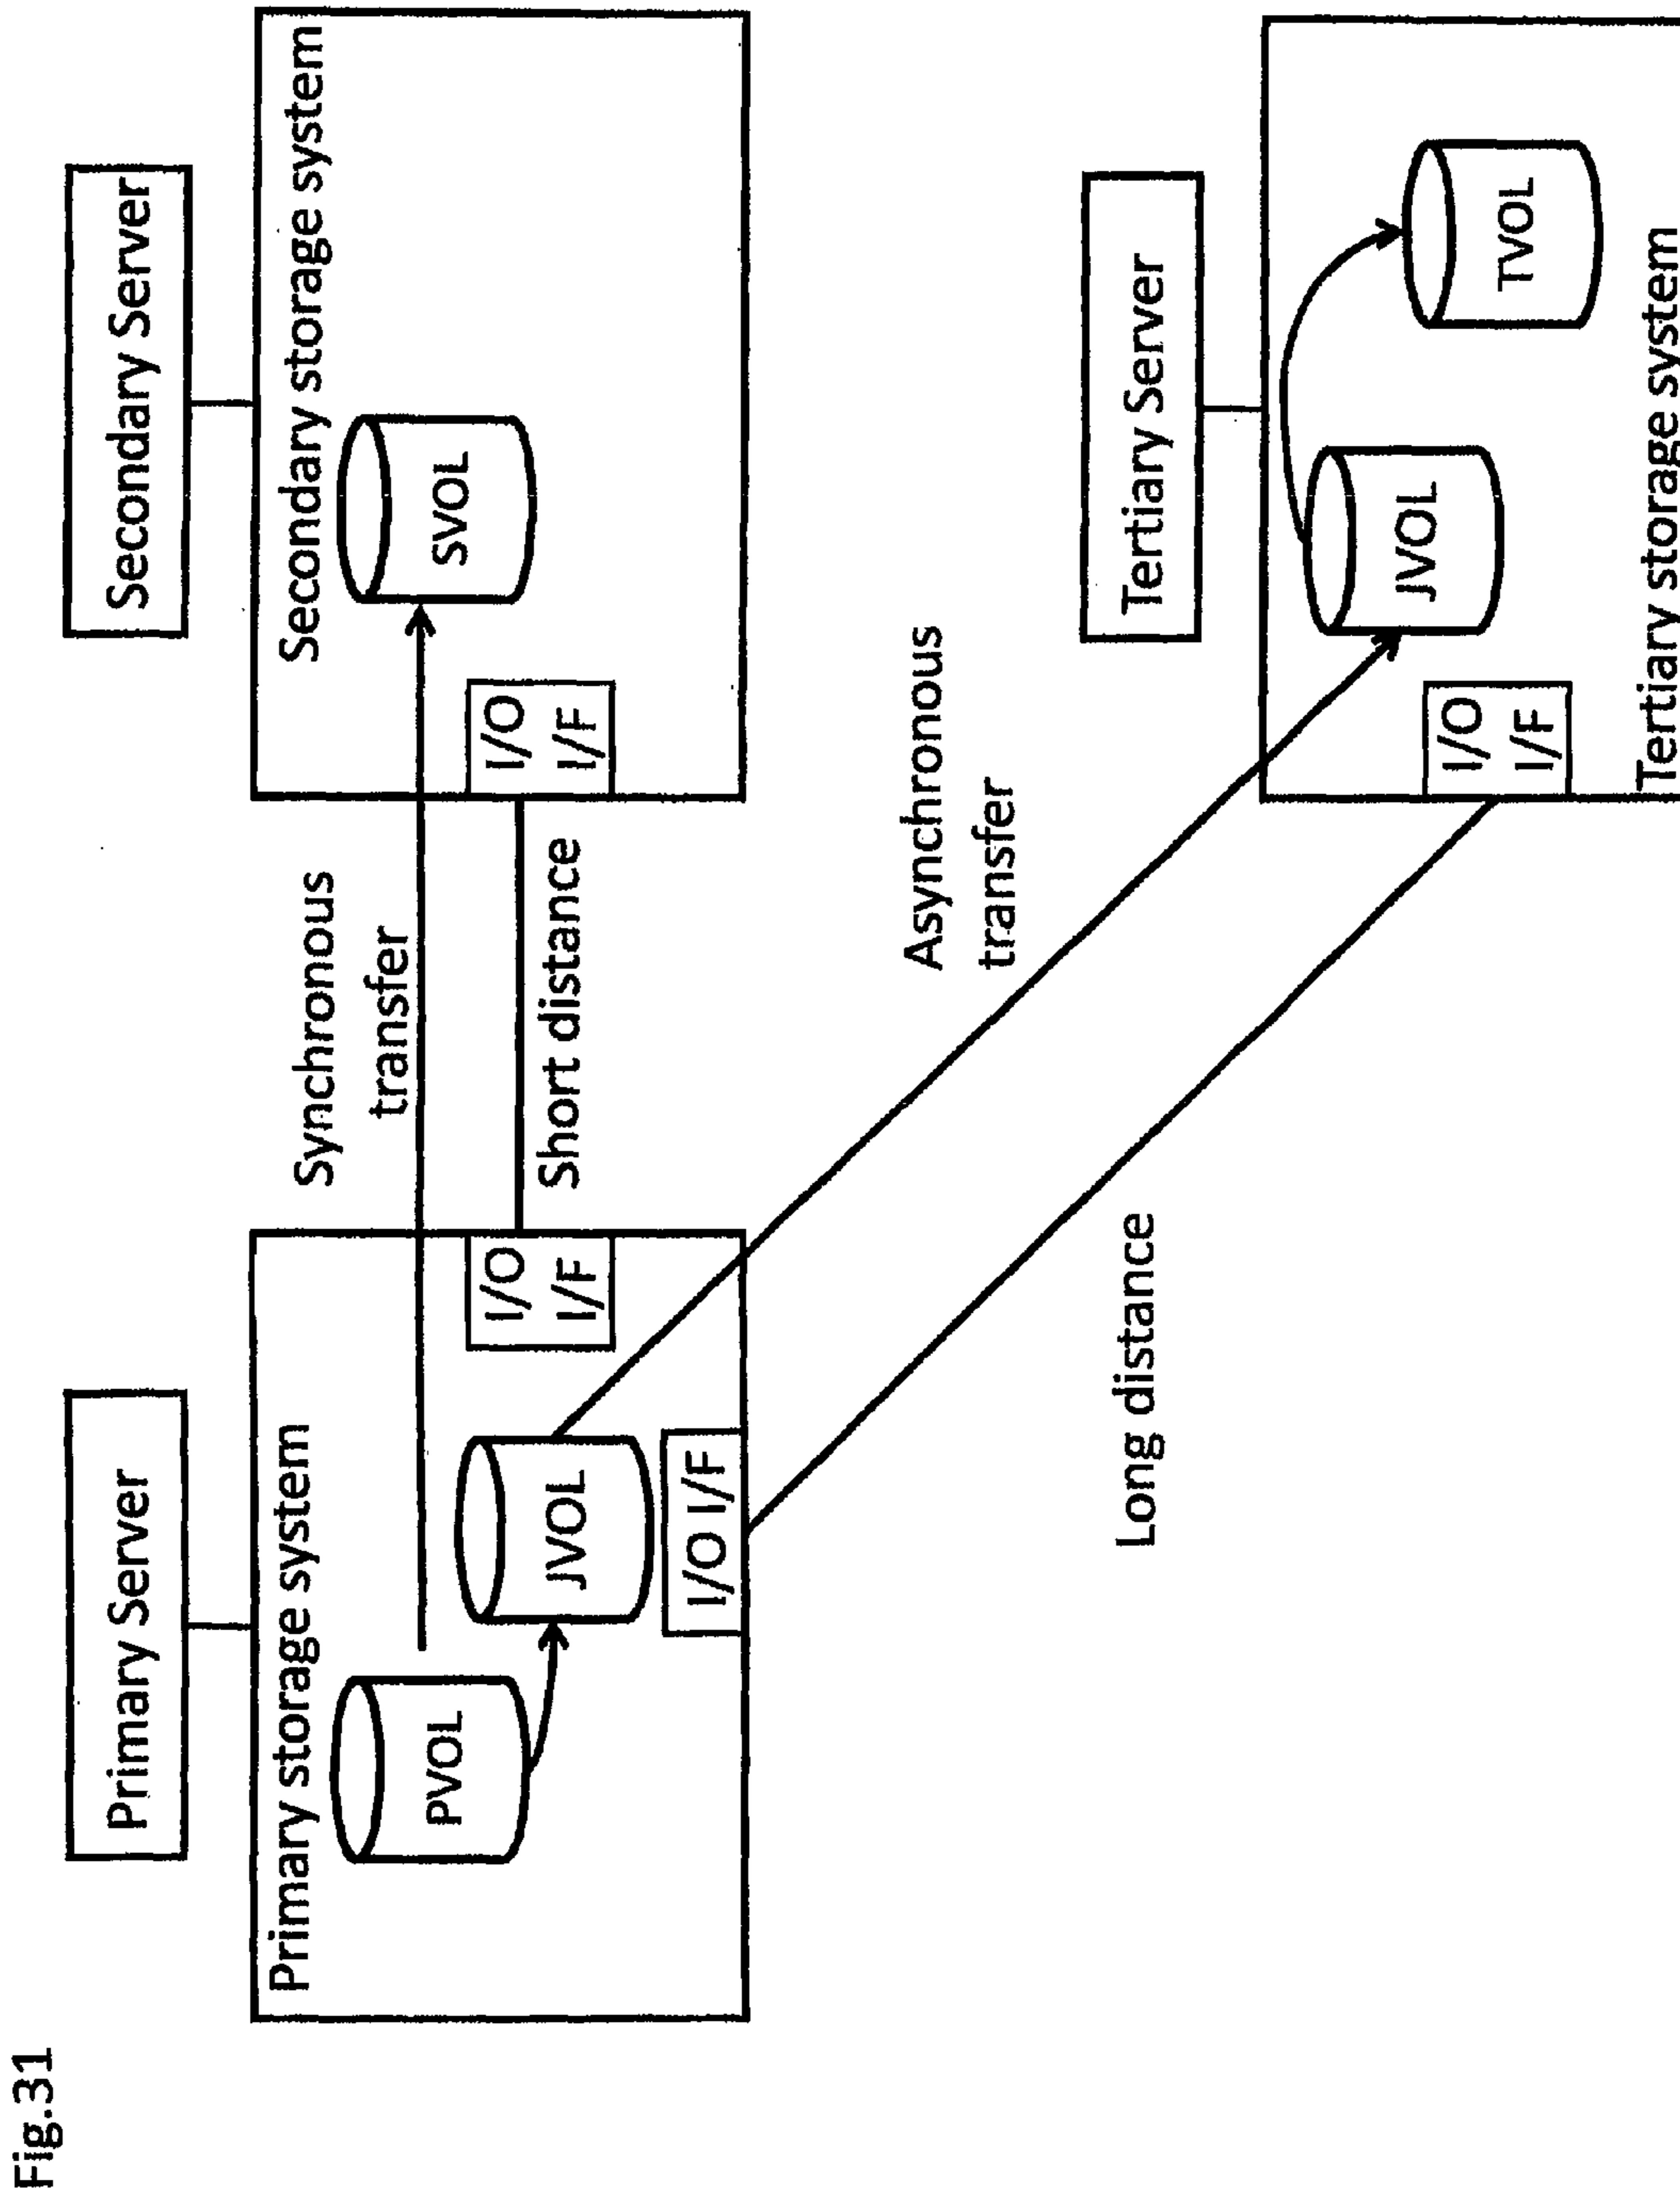 Fig.31
Primary Server
Primary storage system
PVOL
JVOL
I/O
I/F
I/O I/F
Synchronous
transfer
Short distance
Secondary Server
Secondary storage system
SVOL
I/O
I/F
Asynchronous
transfer
Long distance
Tertiary Server
JVOL
TVOL
I/O
I/F
Tertiary storage system